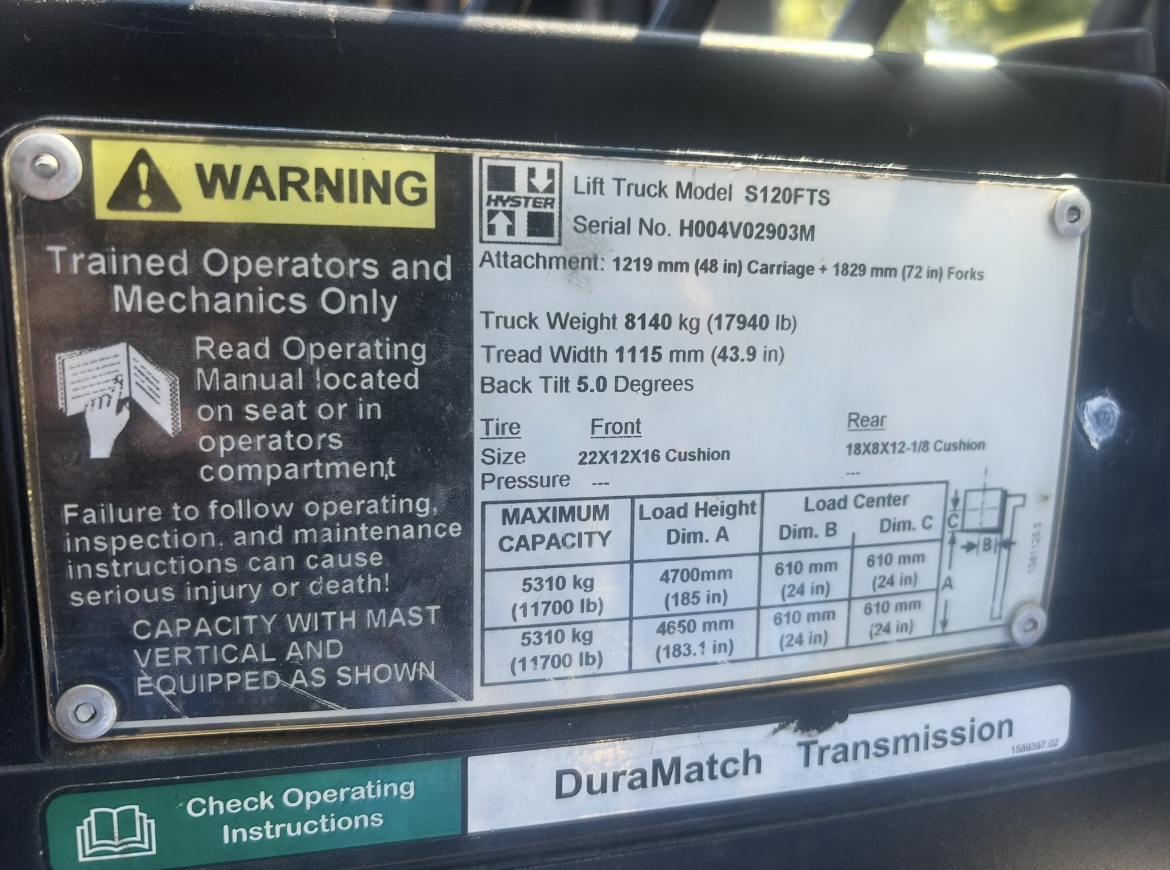 WARNING
Trained Operators and
Mechanics Only
Read Operating
Manual located
on seat or in
operators
compartment
Failure to follow operating,
inspection. and maintenance
instructions can cause
serious injury or death!
CAPACITY WITH MAST
VERTICAL AND
EQUIPPED AS SHOWN
HYSTER
Lift Truck Model S120FTS
Serial No. H004V02903M
Attachment: 1219 mm (48 in) Carriage + 1829 mm (72 in) Forks
Truck Weight 8140 kg (17940 lb)
Tread Width 1115 mm (43.9 in)
Back Tilt 5.0 Degrees
Tire Front Rear
Size 22X12X16 Cushion 18X8X12-1/8 Cushion
Pressure --- ---
MAXIMUM CAPACITY Load Height Dim. A Load Center Dim. B Dim. C
5310 kg (11700 lb) 4700mm (185 in) 610 mm (24 in) 610 mm (24 in)
5310 kg (11700 lb) 4650 mm (183.1 in) 610 mm (24 in) 610 mm (24 in)
C
B
A
Check Operating
Instructions
DuraMatch Transmission
1589397.02